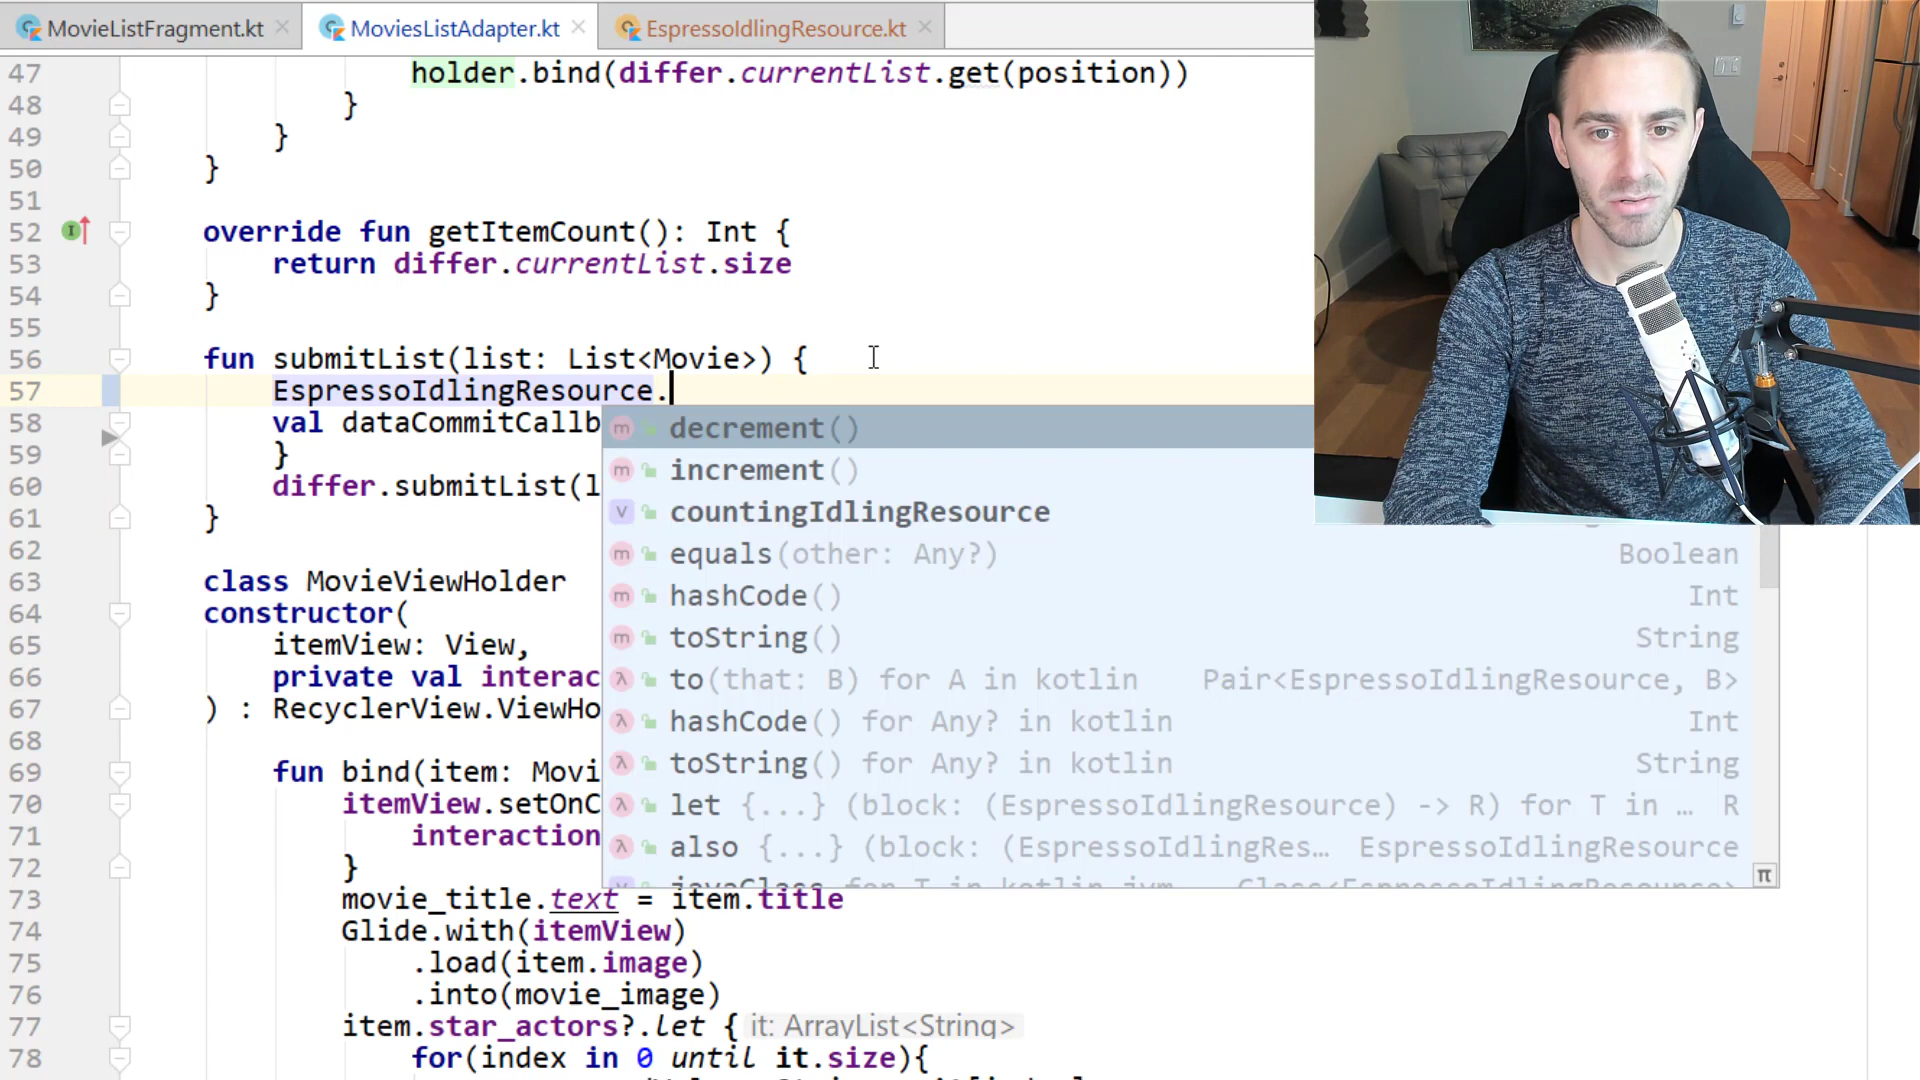 MovieListFragment.kt MoviesListAdapter.kt EspressoIdlingResource.kt
47 holder.bind(differ.currentList.get(position))
48 }
49 }
50 }
51
52 override fun getItemCount(): Int {
53 return differ.currentList.size
54 }
55
56 fun submitList(list: List<Movie>) {
57 EspressoIdlingResource.
58 val dataCommitCallb
59 }
60 differ.submitList(l
61 }
62
63 class MovieViewHolder
64 constructor(
65 itemView: View,
66 private val interac
67 ) : RecyclerView.ViewHo
68
69 fun bind(item: Movi
70 itemView.setOnC
71 interaction
72 }
73 movie_title.text = item.title
74 Glide.with(itemView)
75 .load(item.image)
76 .into(movie_image)
77 item.star_actors?.let { it: ArrayList<String>
78 for(index in 0 until it.size){
m decrement()
m increment()
v countingIdlingResource
m equals(other: Any?) Boolean
m hashCode() Int
m toString() String
λ to(that: B) for A in kotlin Pair<EspressoIdlingResource, B>
λ hashCode() for Any? in kotlin Int
λ toString() for Any? in kotlin String
λ let {...} (block: (EspressoIdlingResource) -> R) for T in … R
λ also {...} (block: (EspressoIdlingRes… EspressoIdlingResource
π